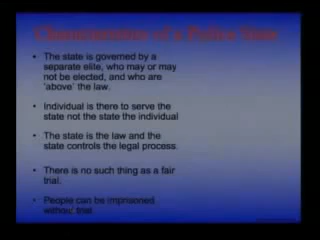 Characteristics of a Police State
• The state is governed by a
separate elite, who may or may
not be elected, and who are
'above' the law.
• Individual is there to serve the
state not the state the individual
• The state is the law and the
state controls the legal process.
• There is no such thing as a fair
trial.
• People can be imprisoned
without trial.